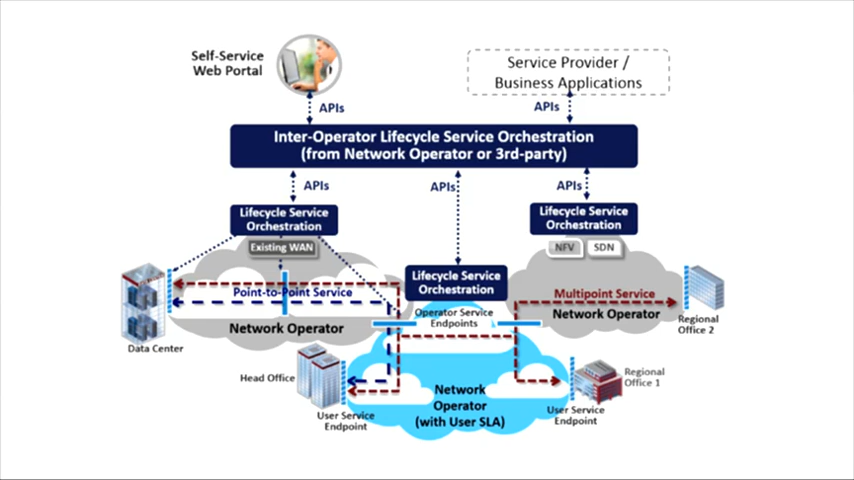 Self-Service
Web Portal
Service Provider /
Business Applications
APIs
APIs
Inter-Operator Lifecycle Service Orchestration
(from Network Operator or 3rd-party)
APIs
APIs
APIs
Lifecycle Service
Orchestration
Lifecycle Service
Orchestration
Existing WAN
NFV
SDN
Lifecycle Service
Orchestration
Point-to-Point Service
Multipoint Service
Network Operator
Operator Service
Endpoints
Network Operator
Regional
Office 2
Data Center
Head Office
Regional
Office 1
Network
Operator
(with User SLA)
User Service
Endpoint
User Service
Endpoint